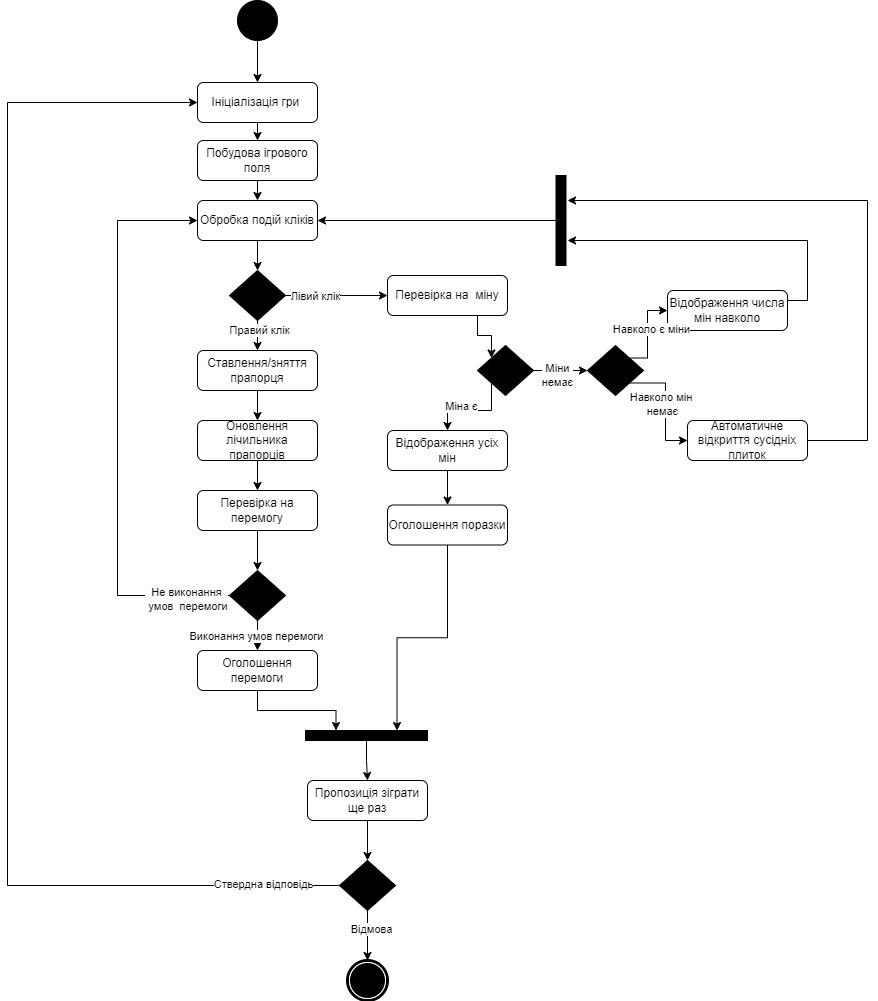 Ініціалізація гри
Побудова ігрового
поля
Обробка подій кліків
Лівий клік
Перевірка на міну
Відображення числа
мін навколо
Навколо є міни
Правий клік
Ставлення/зняття
прапорця
Міни
немає
Навколо мін
немає
Міна є
Оновлення
лічильника
прапорців
Відображення усіх
мін
Автоматичне
відкриття сусідніх
плиток
Перевірка на
перемогу
Оголошення поразки
Не виконання
умов перемоги
Виконання умов перемоги
Оголошення
перемоги
Пропозиція зіграти
ще раз
Ствердна відповідь
Відмова